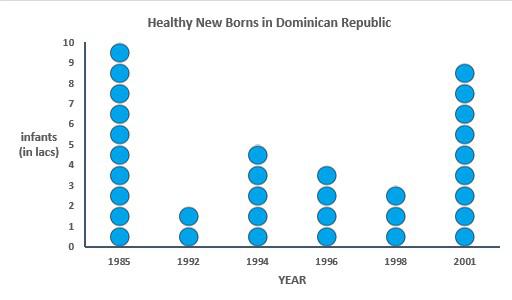 Healthy New Borns in Dominican Republic
10
9
8
7
6
5
4
3
2
1
0
infants
(in lacs)
1985 1992 1994 1996 1998 2001
YEAR